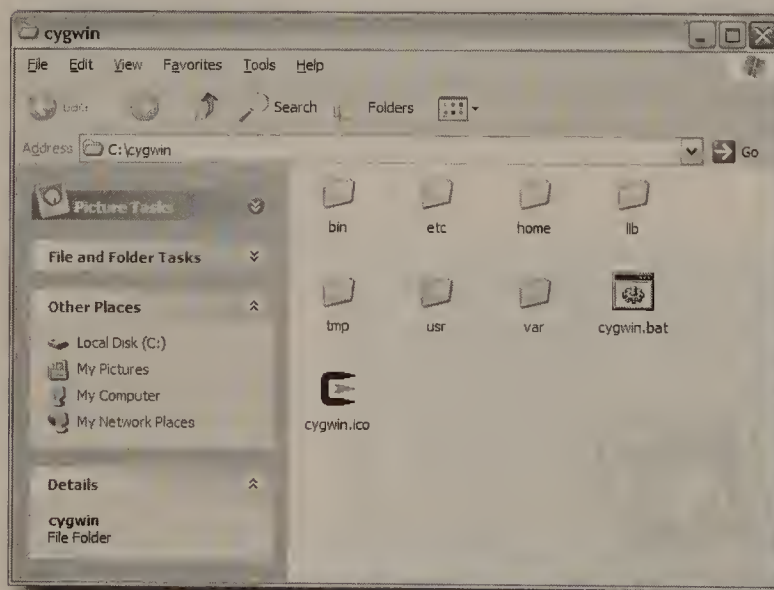 cygwin
File Edit View Favorites Tools Help
Back Search Folders
Address C:\cygwin Go
Picture Tasks
File and Folder Tasks
Other Places
Local Disk (C:)
My Pictures
My Computer
My Network Places
Details
cygwin
File Folder
bin etc home lib
tmp usr var cygwin.bat
cygwin.ico